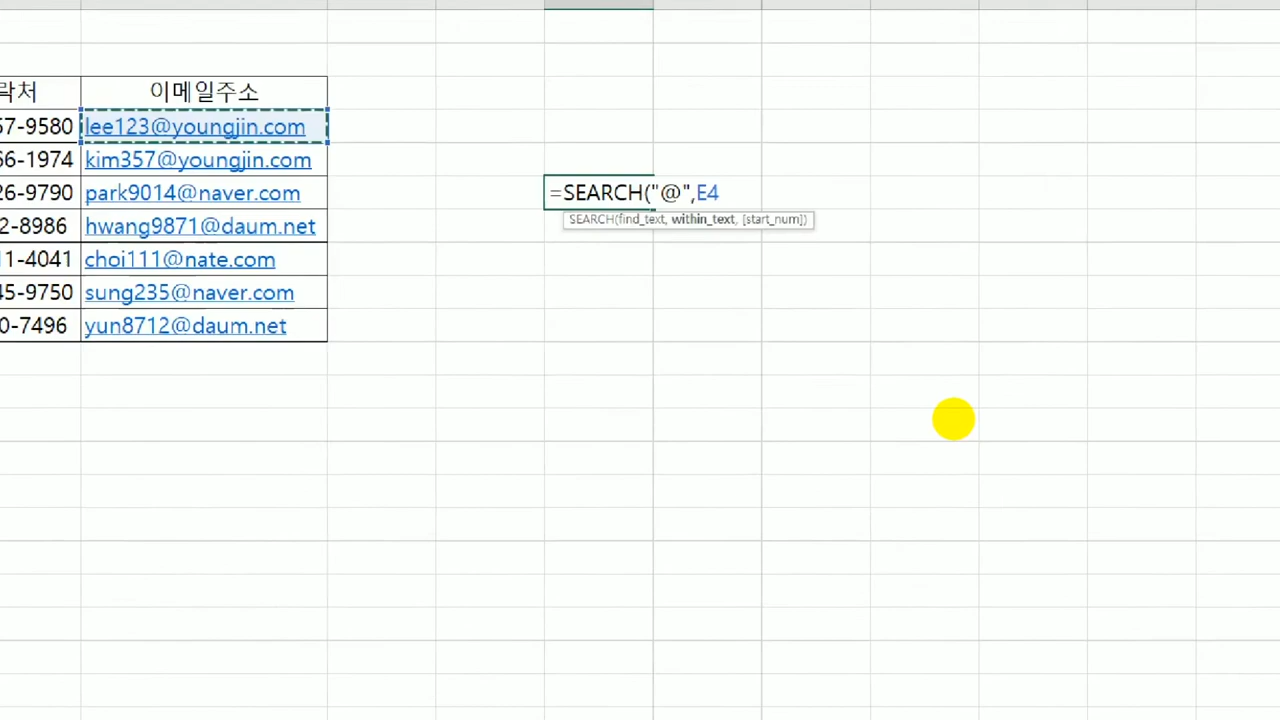 락처 이메일주소
57-9580 lee123@youngjin.com
66-1974 kim357@youngjin.com
26-9790 park9014@naver.com
=SEARCH("@",E4
SEARCH(find_text, within_text, [start_num])
2-8986 hwang9871@daum.net
11-4041 choi111@nate.com
45-9750 sung235@naver.com
0-7496 yun8712@daum.net